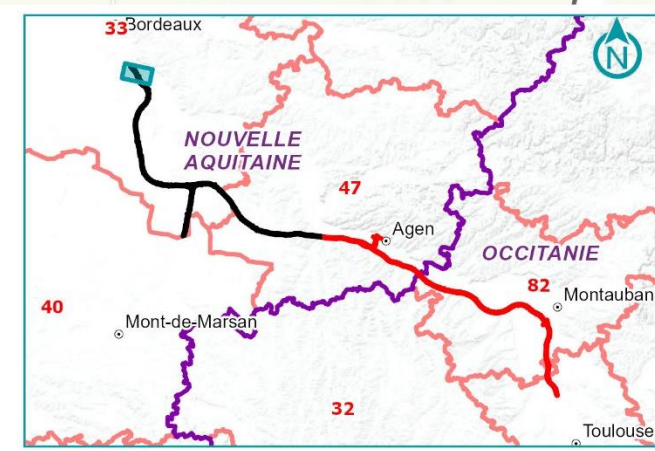 33
Bordeaux
N
NOUVELLE
AQUITAINE
47
Agen
OCCITANIE
82
Montauban
40
Mont-de-Marsan
32
Toulouse